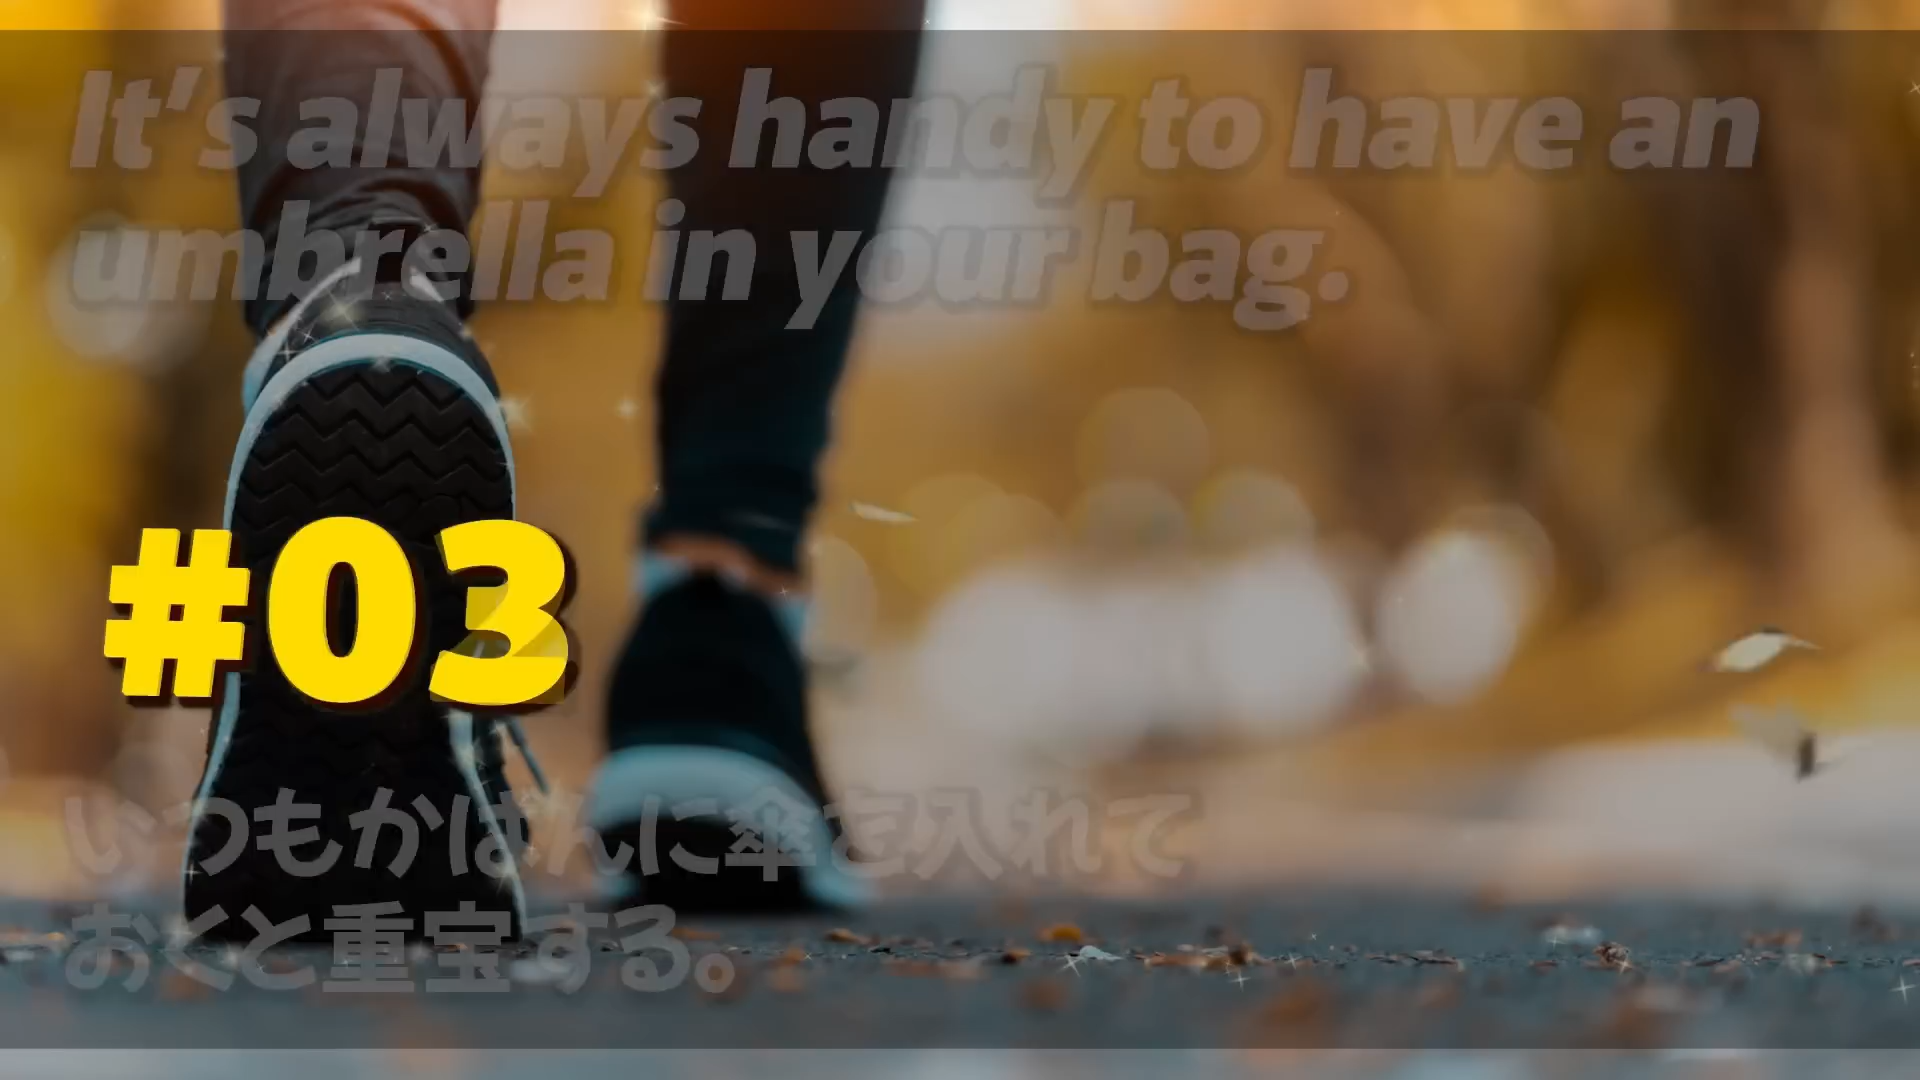 It’s always handy to have an
umbrella in your bag.
#03
いつもかばんに傘を入れて
おくと重宝する。